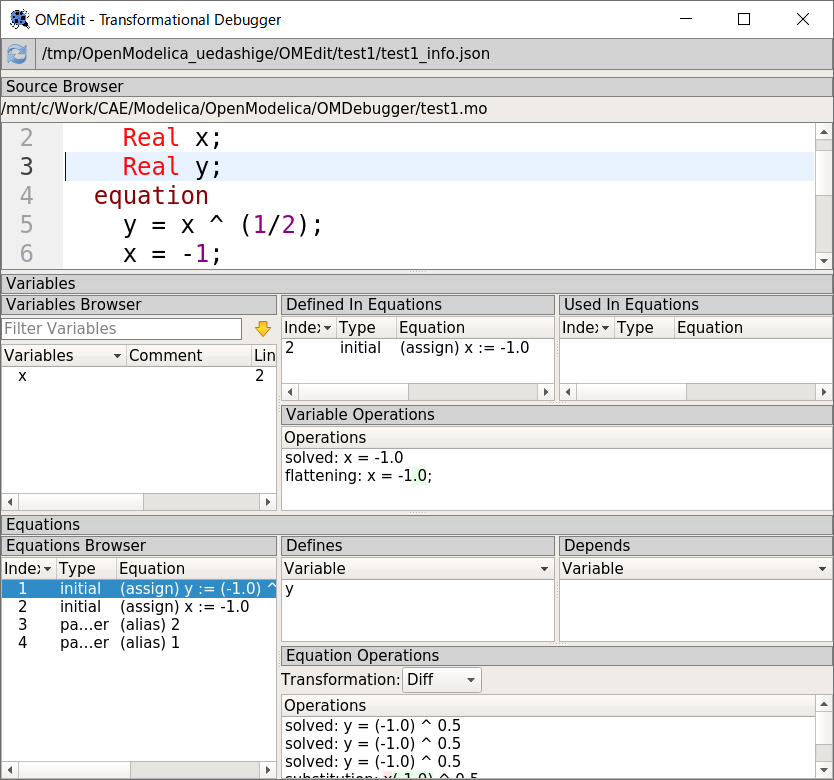 OMEdit - Transformational Debugger
/tmp/OpenModelica_uedashige/OMEdit/test1/test1_info.json
Source Browser
/mnt/c/Work/CAE/Modelica/OpenModelica/OMDebugger/test1.mo
2 Real x;
3 Real y;
4 equation
5 y = x ^ (1/2);
6 x = -1;
Variables
Variables Browser
Filter Variables
Variables Comment Lin
x 2
Defined In Equations
Inde: Type Equation
2 initial (assign) x := -1.0
Used In Equations
Inde: Type Equation
Variable Operations
Operations
solved: x = -1.0
flattening: x = -1.0;
Equations
Equations Browser
Inde: Type Equation
1 initial (assign) y := (-1.0) ^
2 initial (assign) x := -1.0
3 pa...er (alias) 2
4 pa...er (alias) 1
Defines
Variable
y
Depends
Variable
Equation Operations
Transformation: Diff
Operations
solved: y = (-1.0) ^ 0.5
solved: y = (-1.0) ^ 0.5
solved: y = (-1.0) ^ 0.5
substitution: x(-1.0) ^ 0.5